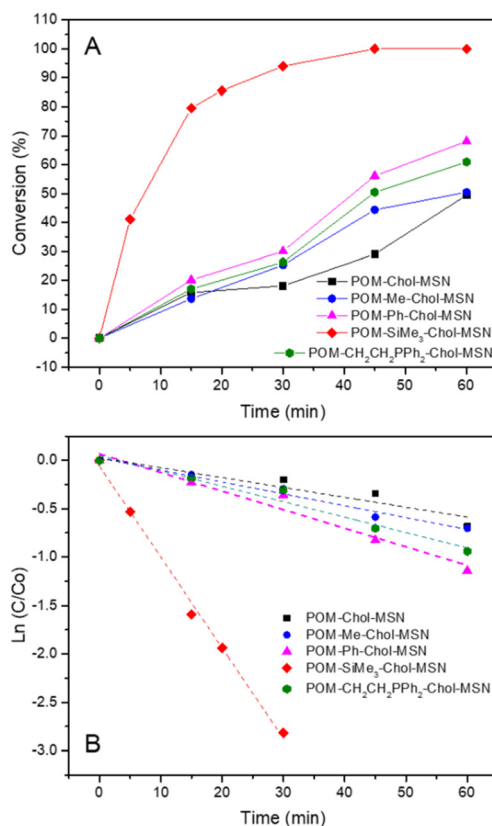 A
110
100
90
80
70
60
50
40
30
20
10
0
-10
Conversion (%)
POM-Chol-MSN
POM-Me-Chol-MSN
POM-Ph-Chol-MSN
POM-SiMe₃-Chol-MSN
POM-CH₂CH₂PPh₂-Chol-MSN
0 10 20 30 40 50 60
Time (min)
0.0
-0.5
-1.0
-1.5
-2.0
-2.5
-3.0
Ln (C/Co)
POM-Chol-MSN
POM-Me-Chol-MSN
POM-Ph-Chol-MSN
POM-SiMe₃-Chol-MSN
POM-CH₂CH₂PPh₂-Chol-MSN
B
0 10 20 30 40 50 60
Time (min)